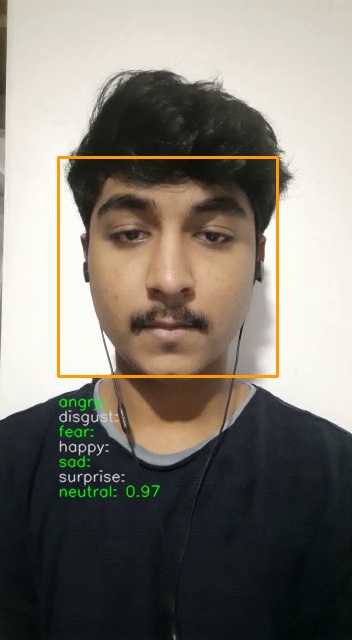 angry:
disgust:
fear:
happy:
sad:
surprise:
neutral: 0.97